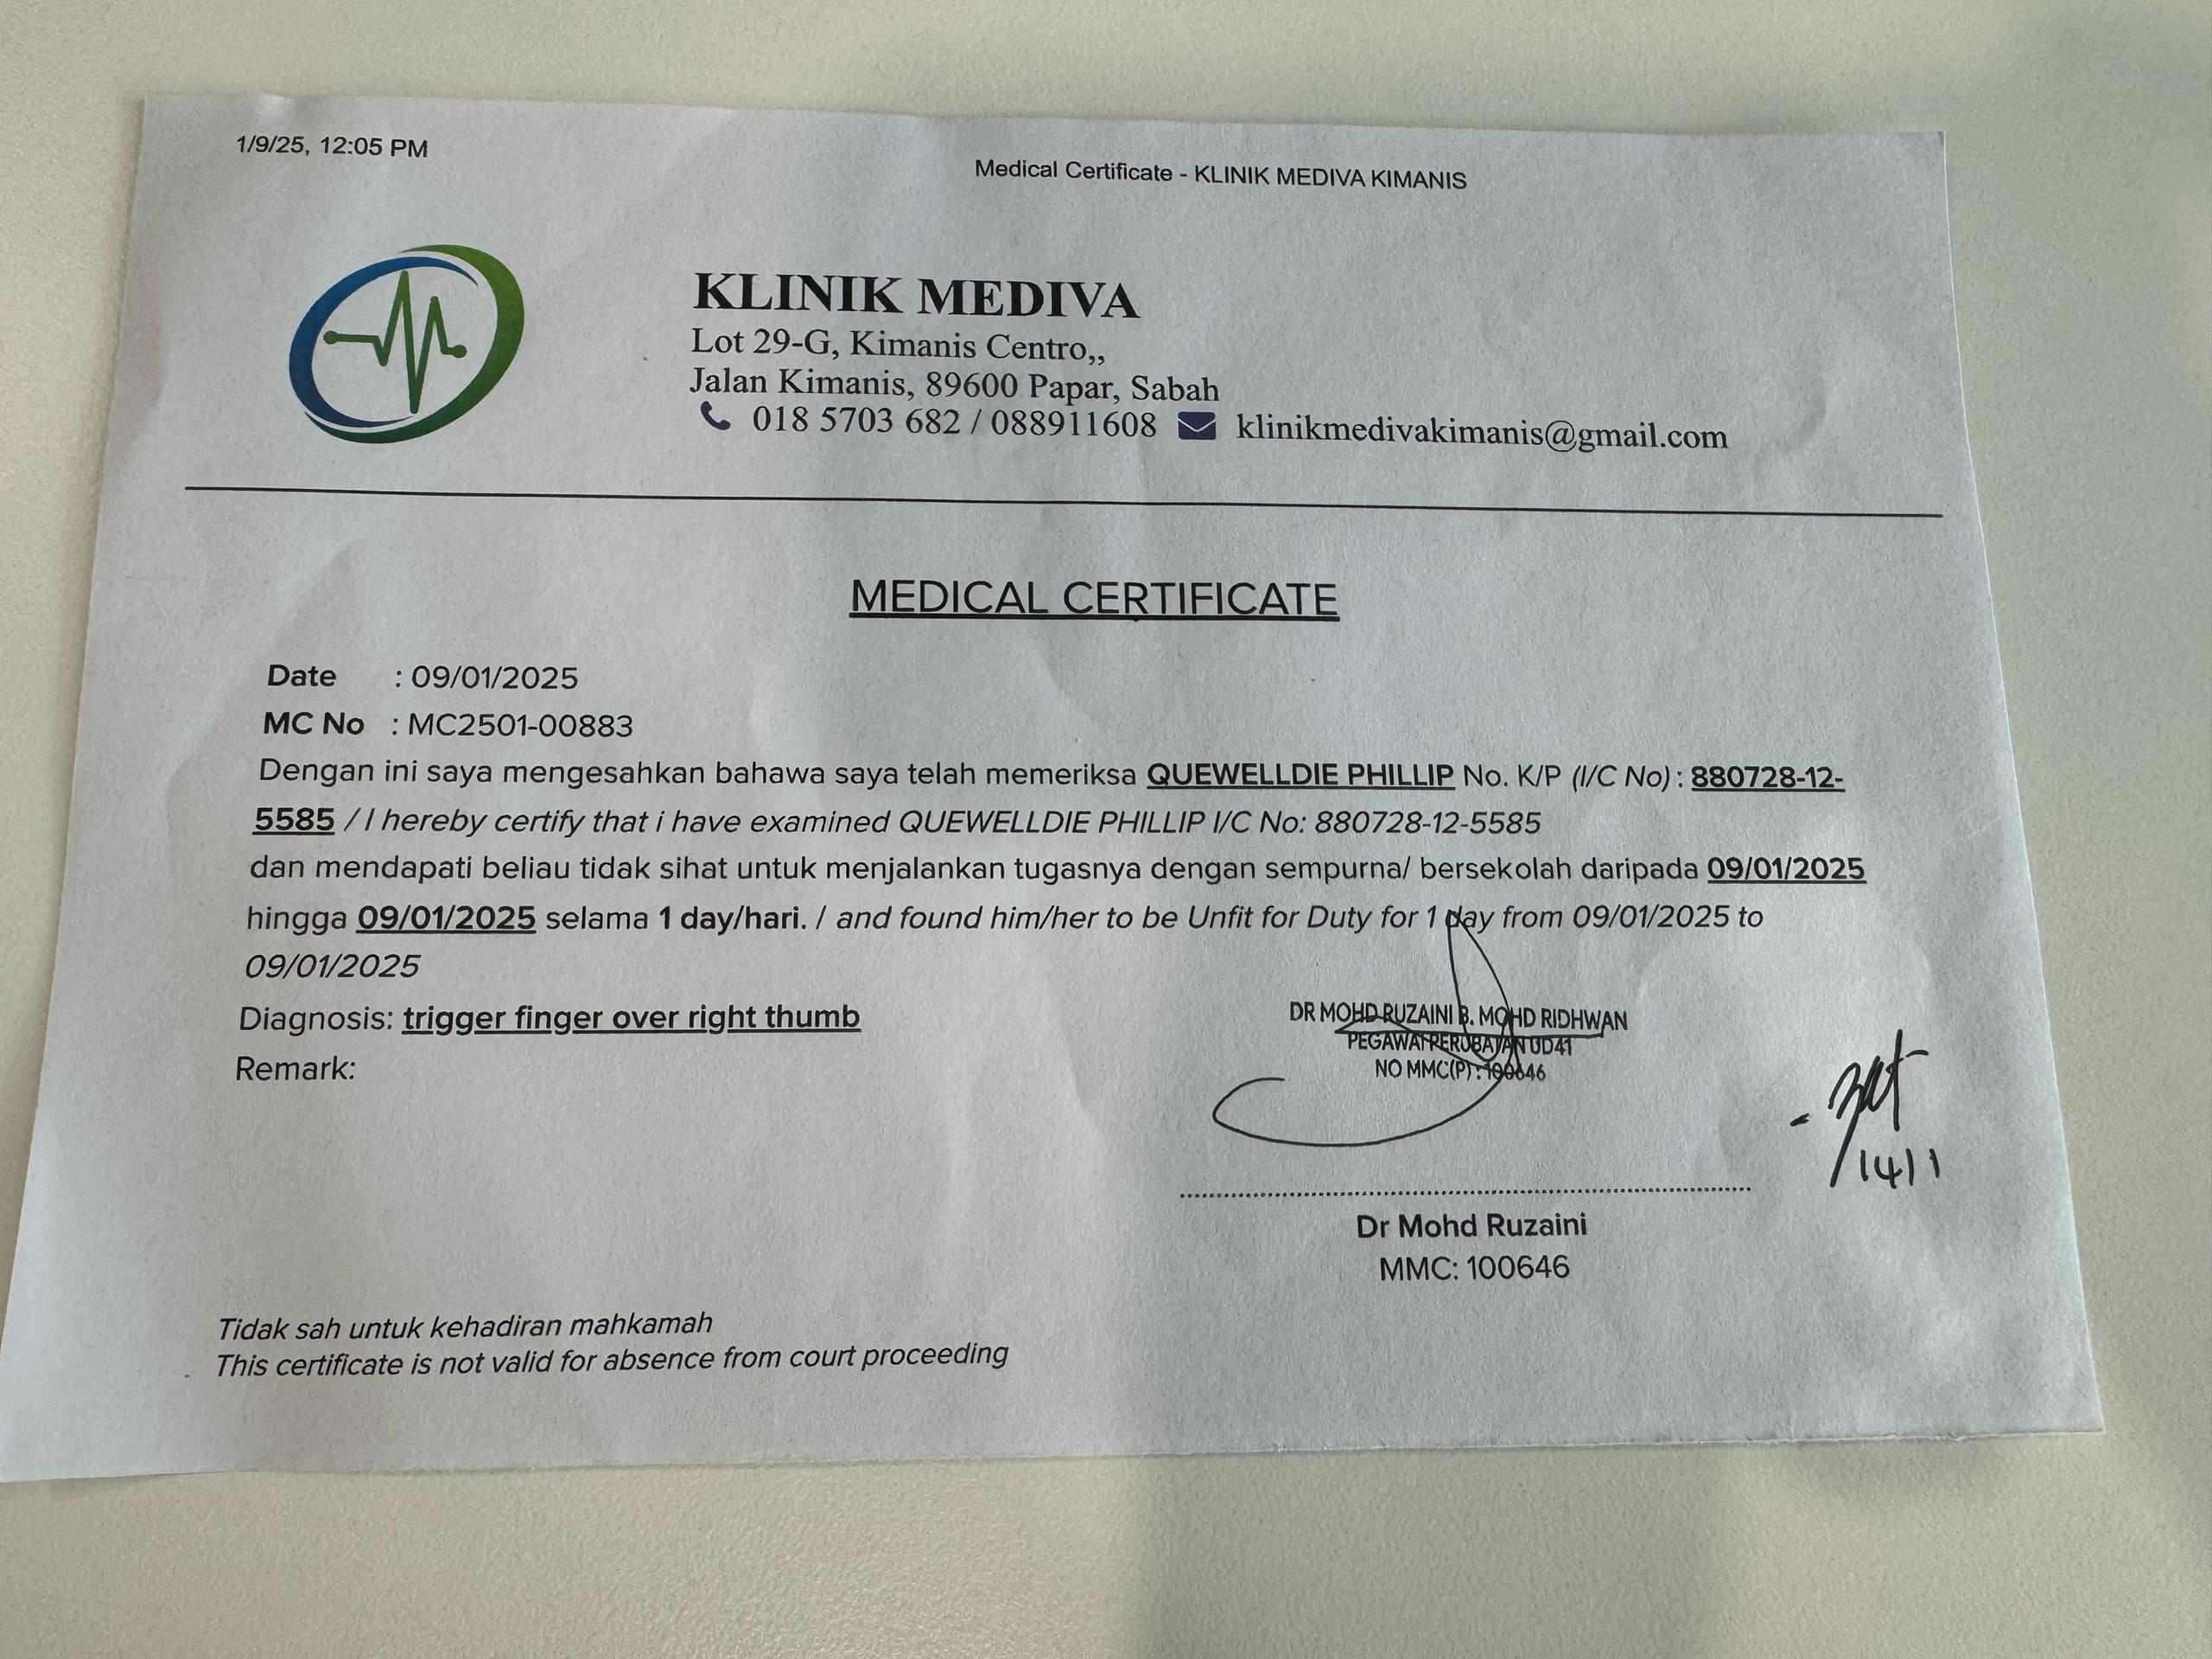 1/9/25, 12:05 PM
Medical Certificate - KLINIK MEDIVA KIMANIS
KLINIK MEDIVA
Lot 29-G, Kimanis Centro,,
Jalan Kimanis, 89600 Papar, Sabah
018 5703 682 / 088911608 klinikmedivakimanis@gmail.com
MEDICAL CERTIFICATE
Date : 09/01/2025
MC No : MC2501-00883
Dengan ini saya mengesahkan bahawa saya telah memeriksa QUEWELLDIE PHILLIP No. K/P (I/C No) : 880728-12-
5585 / I hereby certify that i have examined QUEWELLDIE PHILLIP I/C No: 880728-12-5585
dan mendapati beliau tidak sihat untuk menjalankan tugasnya dengan sempurna/ bersekolah daripada 09/01/2025
hingga 09/01/2025 selama 1 day/hari. / and found him/her to be Unfit for Duty for 1 day from 09/01/2025 to
09/01/2025
Diagnosis: trigger finger over right thumb
Remark:
DR MOHD RUZAINI B. MOHD RIDHWAN
PEGAWAI PERUBATAN UD41
NO MMC(P) : 100646
14/1
Dr Mohd Ruzaini
MMC: 100646
Tidak sah untuk kehadiran mahkamah
This certificate is not valid for absence from court proceeding